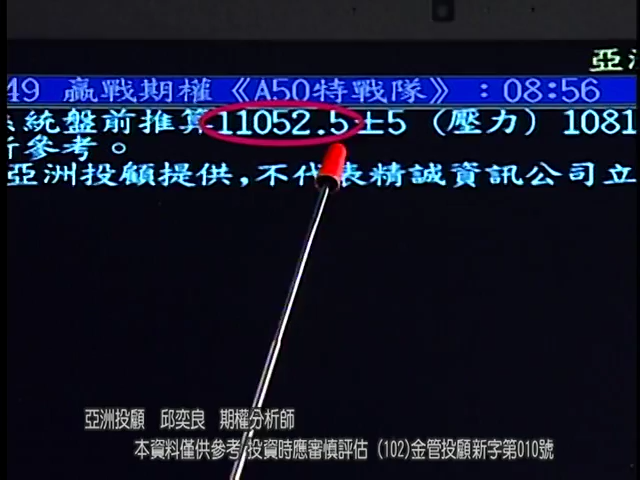 亞洲
49 贏戰期權《A50特戰隊》:08:56
系統盤前推算11052.5±5 (壓力) 1081
所參考。
亞洲投顧提供,不代表精誠資訊公司立
亞洲投顧 邱奕良 期權分析師
本資料僅供參考 投資時應審慎評估 (102)金管投顧新字第010號